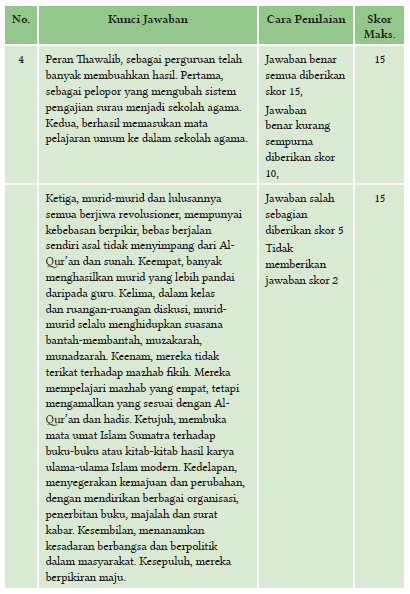 No.
Kunci Jawaban
Cara Penilaian
Skor
Maks.
4
Peran Thawalib, sebagai perguruan telah
banyak membuahkan hasil. Pertama,
sebagai pelopor yang mengubah sistem
pengajian surau menjadi sekolah agama.
Kedua, berhasil memasukan mata
pelajaran umum ke dalam sekolah agama.
Jawaban benar
semua diberikan
skor 15,
Jawaban
benar kurang
sempurna
diberikan skor
10,
15
Ketiga, murid-murid dan lulusannya
semua berjiwa revolusioner, mempunyai
kebebasan berpikir, bebas berjalan
sendiri asal tidak menyimpang dari Al-
Qur'an dan sunah. Keempat, banyak
menghasilkan murid yang lebih pandai
daripada guru. Kelima, dalam kelas
dan ruangan-ruangan diskusi, murid-
murid selalu menghidupkan suasana
bantah-membantah, muzakarah,
munadzarah. Keenam, mereka tidak
terikat terhadap mazhab fikih. Mereka
mempelajari mazhab yang empat, tetapi
mengamalkan yang sesuai dengan Al-
Qur'an dan hadis. Ketujuh, membuka
mata umat Islam Sumatra terhadap
buku-buku atau kitab-kitab hasil karya
ulama-ulama Islam modern. Kedelapan,
menyegerakan kemajuan dan perubahan,
dengan mendirikan berbagai organisasi,
penerbitan buku, majalah dan surat
kabar. Kesembilan, menanamkan
kesadaran berbangsa dan berpolitik
dalam masyarakat. Kesepuluh, mereka
berpikiran maju.
Jawaban salah
sebagian
diberikan skor 5
Tidak
memberikan
jawaban skor 2
15